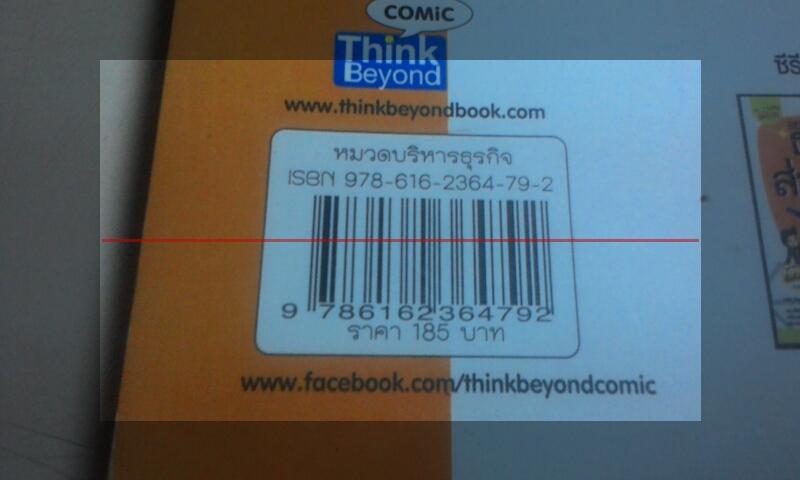 COMiC
Think
Beyond
www.thinkbeyondbook.com
หมวดบริหารธุรกิจ
ISBN 978-616-2364-79-2
9 786162 364792
ราคา 185 บาท
www.facebook.com/thinkbeyondcomic